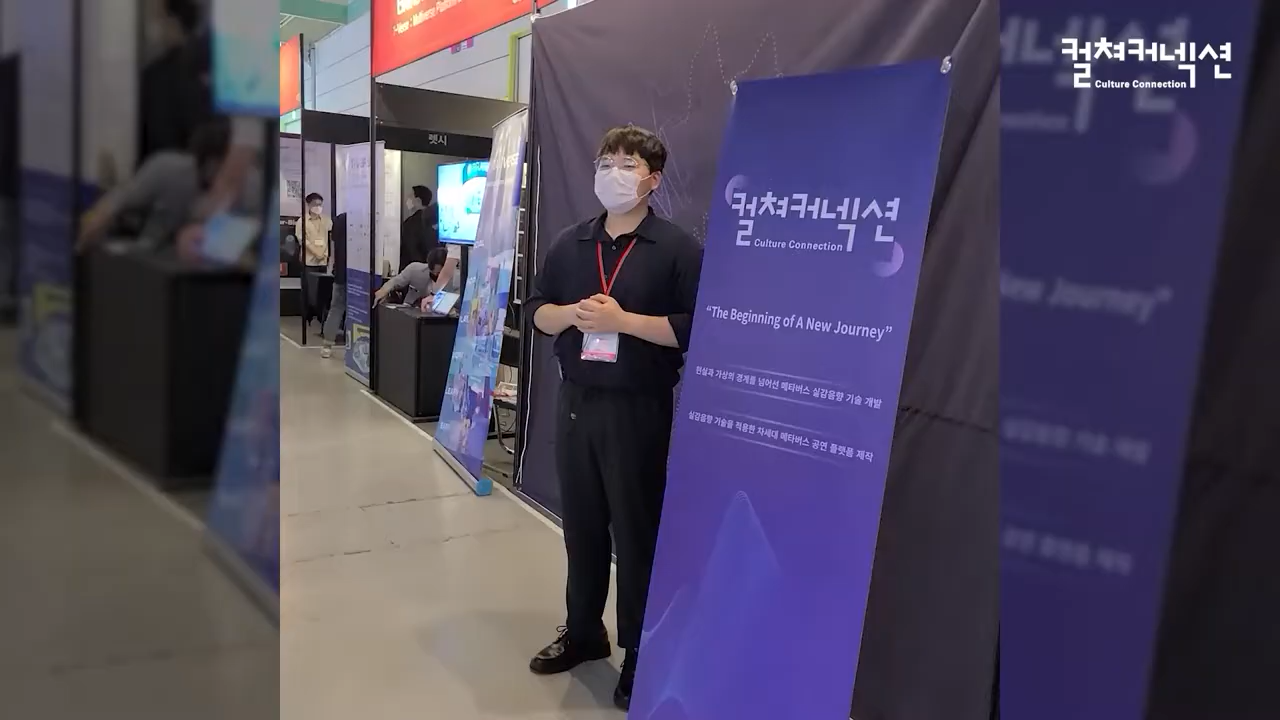 컬쳐커넥션
Culture Connection
펫시
컬쳐커넥션
Culture Connection
“The Beginning of A New Journey”
현실과 가상의 경계를 넘어선 메타버스 실감음향 기술 개발
실감음향 기술을 적용한 차세대 메타버스 공연 플랫폼 제작